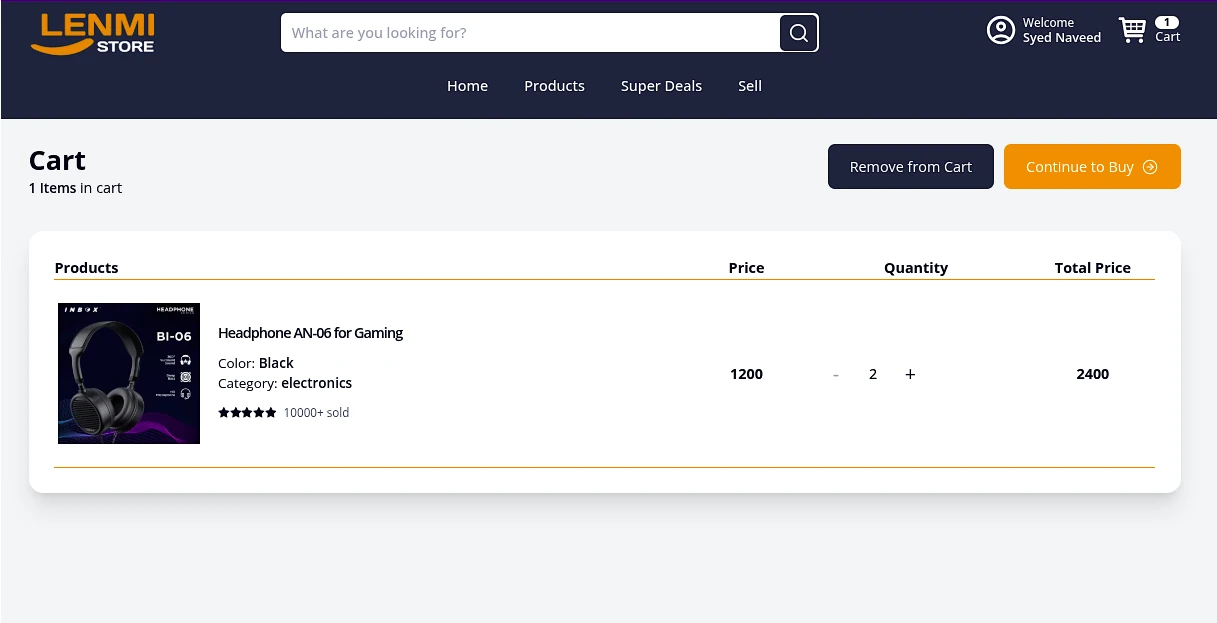 LENMI
STORE
What are you looking for?
Welcome
Syed Naveed
1
Cart
Home Products Super Deals Sell
Cart
1 Items in cart
Remove from Cart
Continue to Buy
Products Price Quantity Total Price
INBOX
HEADPHONE
BI-06
Headphone AN-06 for Gaming
Color: Black
Category: electronics
10000+ sold
1200 - 2 + 2400